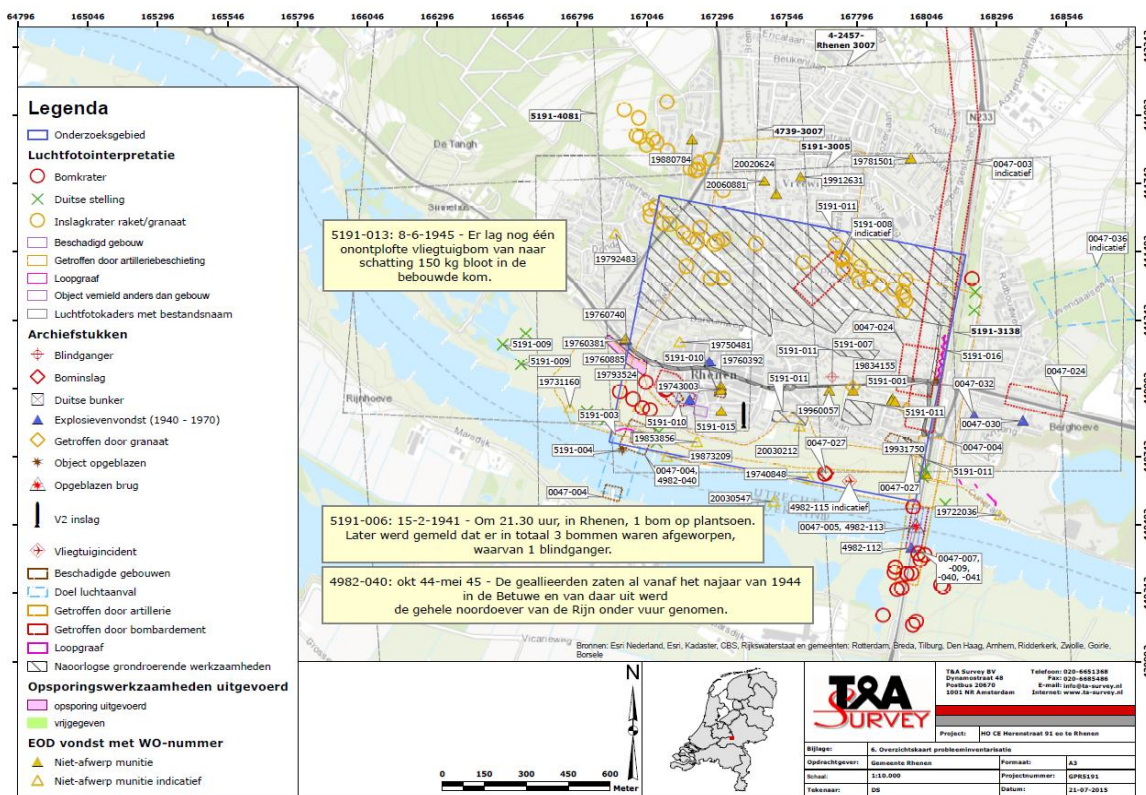 64796 165046 165296 165546 165796 166046 166296 166546 166796 167046 167296 167546 167796 168046 168296 168546
Legenda
Onderzoeksgebied
Luchtfotointerpretatie
Bomkrater
Duitse stelling
Inslagkrater raket/granaat
Beschadigd gebouw
Getroffen door artilleriebeschieting
Loopgraaf
Object vernield anders dan gebouw
Luchtfotokaders met bestandsnaam
Archiefstukken
Blindganger
Bominslag
Duitse bunker
Explosievenvondst (1940 - 1970)
Getroffen door granaat
Object opgeblazen
Opgeblazen brug
V2 inslag
Vliegtuigincident
Beschadigde gebouwen
Doel luchtaanval
Getroffen door artillerie
Getroffen door bombardement
Loopgraaf
Naoorlogse grondroerende werkzaamheden
Opsporingswerkzaamheden uitgevoerd
opsporing uitgevoerd
vrijgegeven
EOD vondst met WO-nummer
Niet-afwerp munitie
Niet-afwerp munitie indicatief
4-2457-
Rhenen 3007
Ericalaan
Beukenlaan
N233
5191-4081
4739-3007
5191-3005
De Tangh
19880784
20020624
19781501
0047-003
indicatief
20060881
19912631
5191-011
5191-008
indicatief
0047-036
indicatief
5191-013: 8-6-1945 - Er lag nog één
onontplofte vliegtuigbom van naar
schatting 150 kg bloot in de
bebouwde kom.
19792483
19760740
0047-024
5191-3138
19760381
19750481
5191-011
5191-007
5191-009
19760885
5191-010
19760392
19834155
5191-016
5191-009
19793524
Rhenen
0047-024
19731160
19743003
5191-011
5191-001
0047-032
Rijnhoeve
5191-003
5191-010
5191-015
19960057
5191-011
0047-030
Berghoeve
19853856
20030212
0047-027
19931750
0047-004
5191-004
19873209
5191-011
Marsdijk
0047-004,
4982-040
19740848
0047-027
0047-004
20030547
UTRECHT
4982-115 indicatief
19722036
5191-006: 15-2-1941 - Om 21.30 uur, in Rhenen, 1 bom op plantsoen.
Later werd gemeld dat er in totaal 3 bommen waren afgeworpen,
waarvan 1 blindganger.
0047-005, 4982-113
4982-112
0047-007,
-009,
-040, -041
4982-040: okt 44-mei 45 - De geallieerden zaten al vanaf het najaar van 1944
in de Betuwe en van daar uit werd
de gehele noordoever van de Rijn onder vuur genomen.
Vicarieweg
Bronnen: Esri Nederland, Esri, Kadaster, CBS, Rijkswaterstaat en gemeenten: Rotterdam, Breda, Tilburg, Den Haag, Arnhem, Ridderkerk, Zwolle, Goirle,
Borsele
N
0 150 300 450 600
Meter
T&A
SURVEY
T&A Survey BV
Dynamostraat 48
Postbus 20670
1001 NR Amsterdam
Telefoon: 020-6651368
Fax: 020-6685486
E-mail: info@ta-survey.nl
Internet: www.ta-survey.nl
Project: HO CE Herenstraat 91 eo te Rhenen
Bijlage: 6. Overzichtskaart probleeminventarisatie
Opdrachtgever: Gemeente Rhenen Formaat: A3
Schaal: 1:10.000 Projectnummer: GPR5191
Tekenaar: DS Datum: 21-07-2015